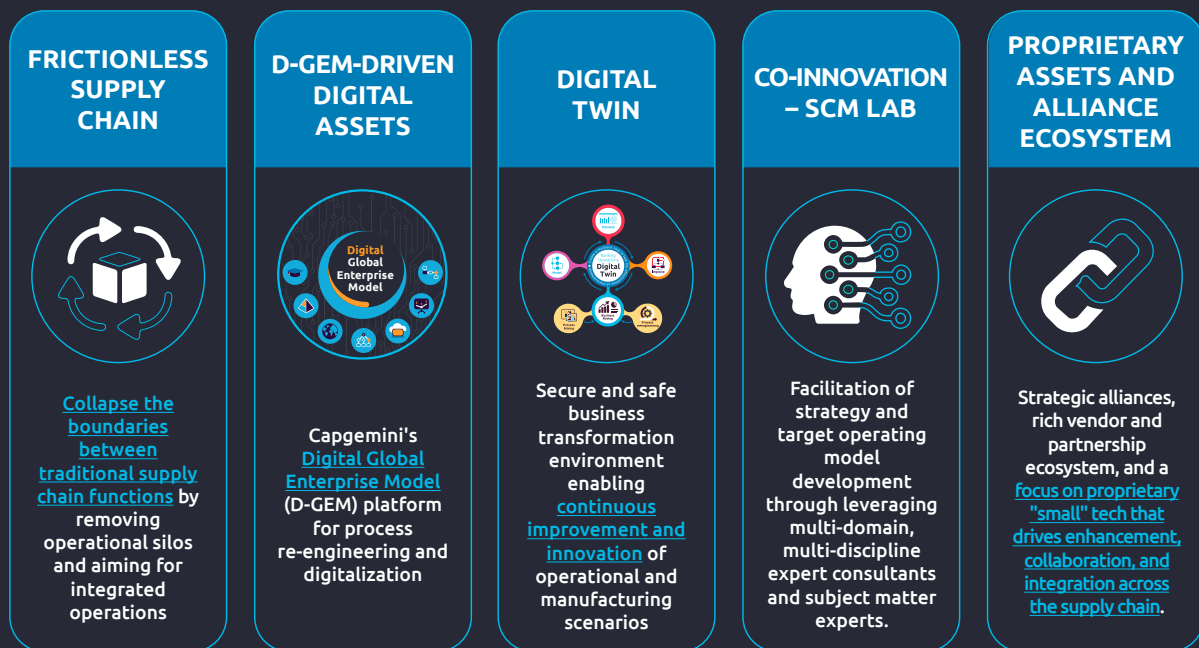 FRICTIONLESS
SUPPLY
CHAIN
Collapse the
boundaries
between
traditional supply
chain functions by
removing
operational silos
and aiming for
integrated
operations
D-GEM-DRIVEN
DIGITAL
ASSETS
Digital
Global
Enterprise
Model
Capgemini's
Digital Global
Enterprise Model
(D-GEM) platform
for process
re-engineering and
digitalization
DIGITAL
TWIN
Digital
Twin
Business
Mining
Process
Mining
Secure and safe
business
transformation
environment
enabling
continuous
improvement and
innovation of
operational and
manufacturing
scenarios
CO-INNOVATION
– SCM LAB
Facilitation of
strategy and
target operating
model
development
through leveraging
multi-domain,
multi-discipline
expert consultants
and subject matter
experts.
PROPRIETARY
ASSETS AND
ALLIANCE
ECOSYSTEM
Strategic alliances,
rich vendor and
partnership
ecosystem, and a
focus on proprietary
"small" tech that
drives enhancement,
collaboration, and
integration across
the supply chain.